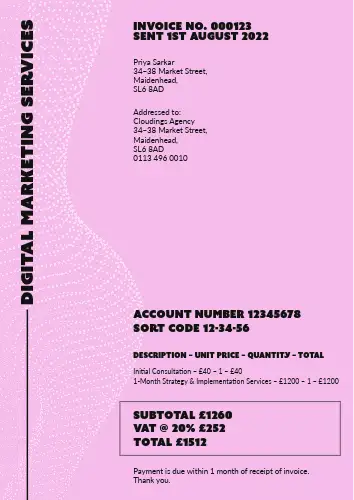 DIGITAL MARKETING SERVICES
INVOICE NO. 000123
SENT 1ST AUGUST 2022
Priya Sarkar
34–38 Market Street,
Maidenhead,
SL6 8AD
Addressed to:
Cloudings Agency
34–38 Market Street,
Maidenhead,
SL6 8AD
0113 496 0010
ACCOUNT NUMBER 12345678
SORT CODE 12-34-56
DESCRIPTION – UNIT PRICE – QUANTITY – TOTAL
Initial Consultation – £40 – 1 – £40
1-Month Strategy & Implementation Services – £1200 – 1 – £1200
SUBTOTAL £1260
VAT @ 20% £252
TOTAL £1512
Payment is due within 1 month of receipt of invoice.
Thank you.